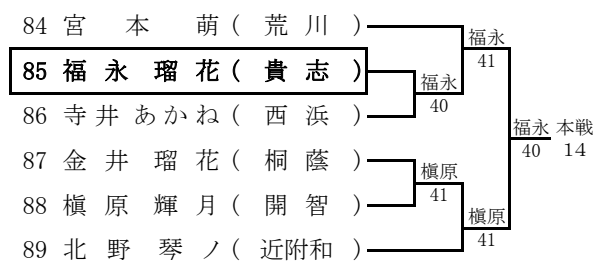 84 宮本 萌 ( 荒川 )
福永
41
85 福永 瑠花 ( 貴志 )
福永
40
86 寺井 あかね ( 西浜 )
福永 本戦
40 14
87 金井 瑠花 ( 桐蔭 )
槇原
41
88 槇原 輝月 ( 開智 )
槇原
41
89 北野 琴ノ ( 近附和 )